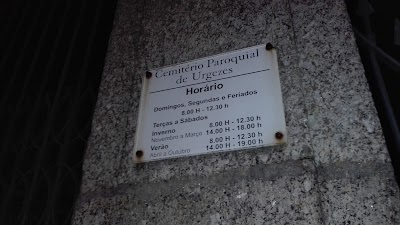 Cemitério Paroquial
de Urgezes
Horário
Domingos, Segundas e Feriados
8.00 H - 12.30 h
Terças a Sábados
Inverno 8.00 H - 12.30 h
Novembro a Março 14.00 H - 18.00 h
Verão 8.00 H - 12.30 h
Abril a Outubro 14.00 H - 19.00 h